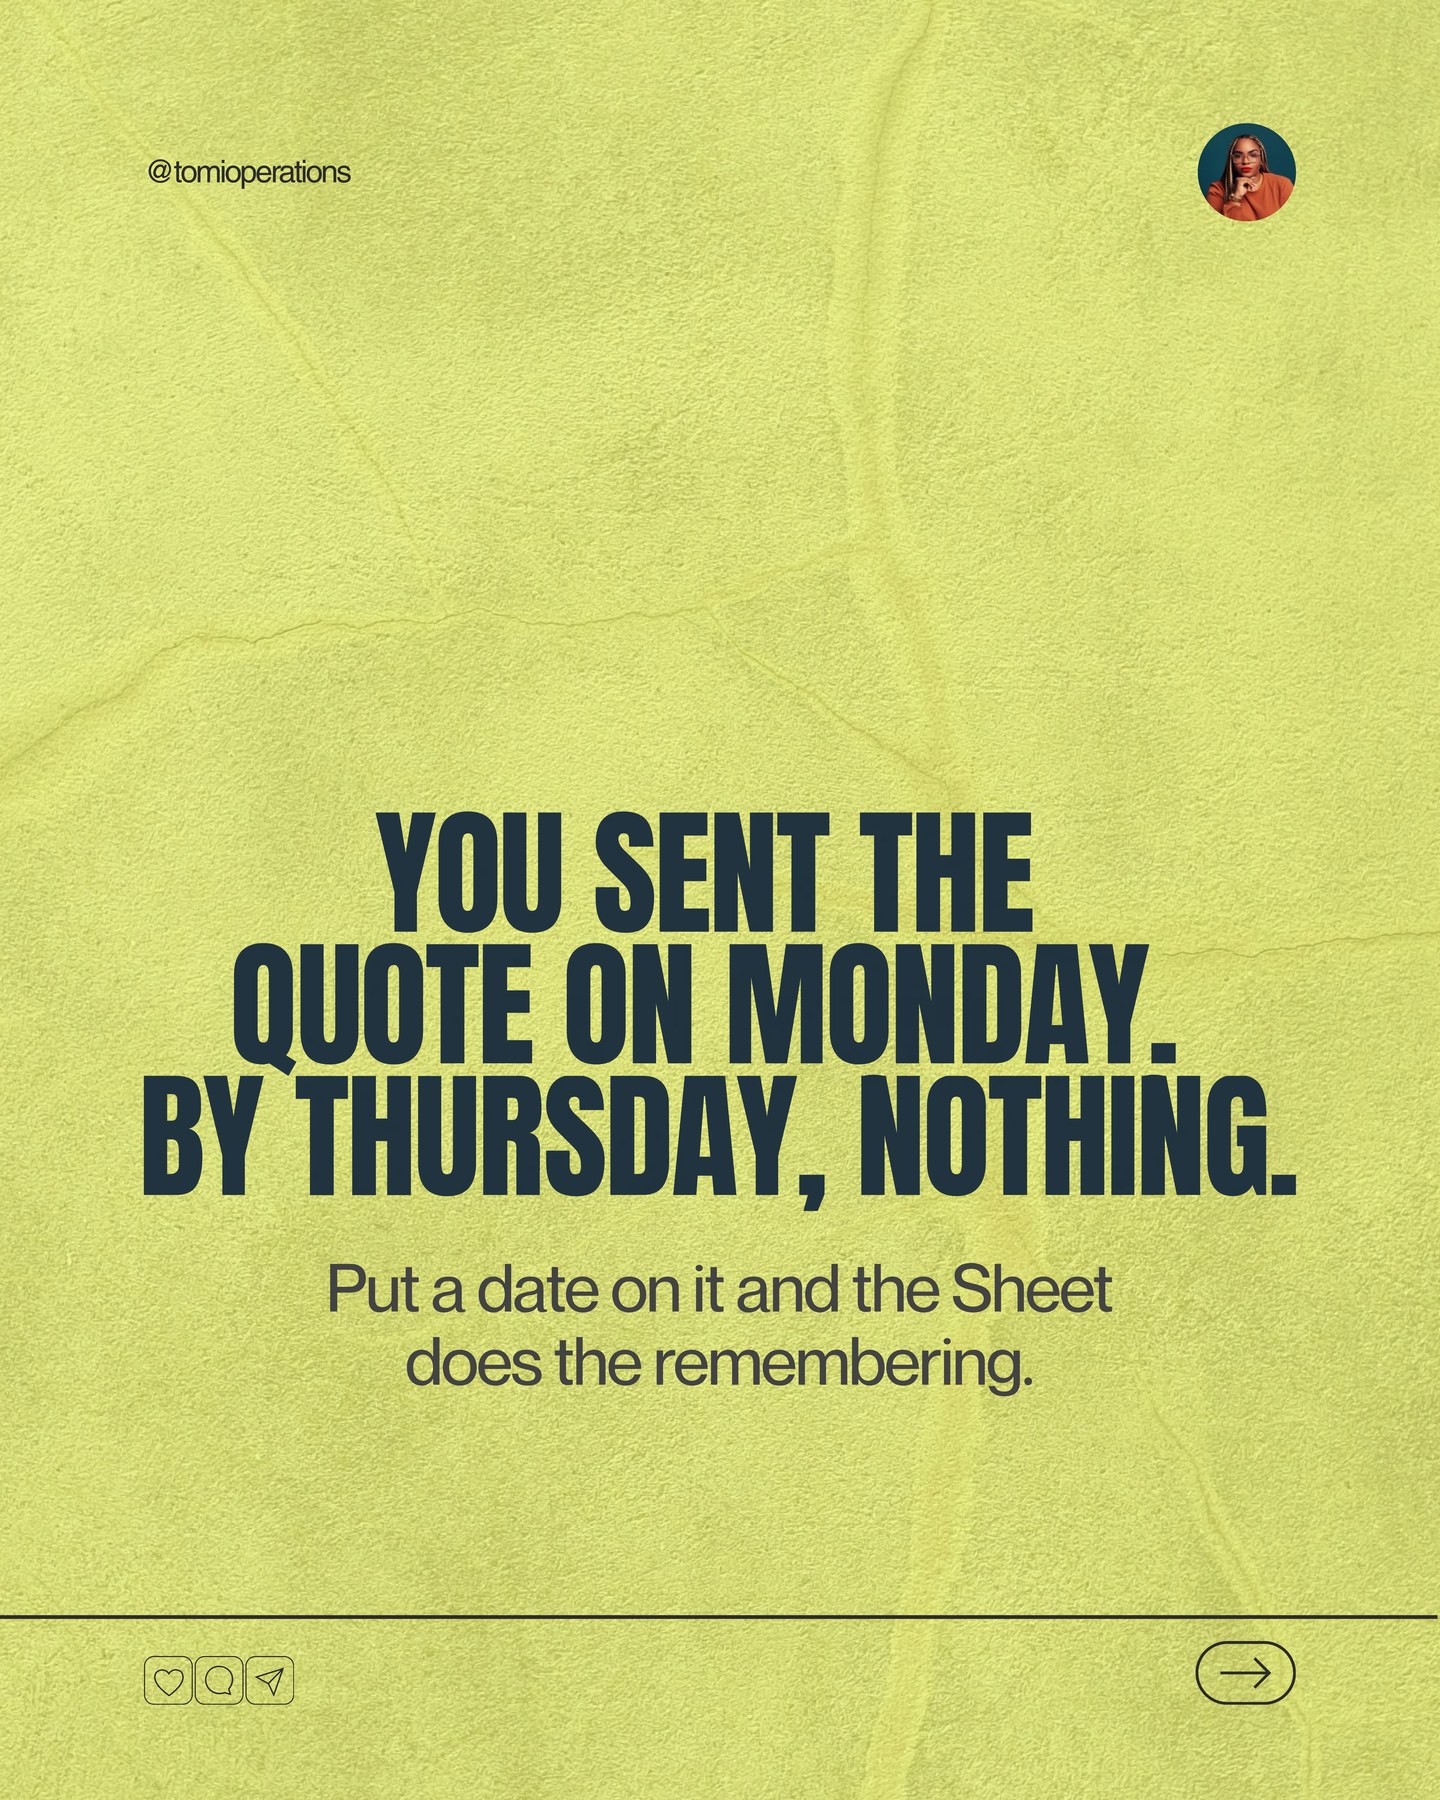 @tomioperations
YOU SENT THE
QUOTE ON MONDAY.
BY THURSDAY, NOTHING.
Put a date on it and the Sheet
does the remembering.